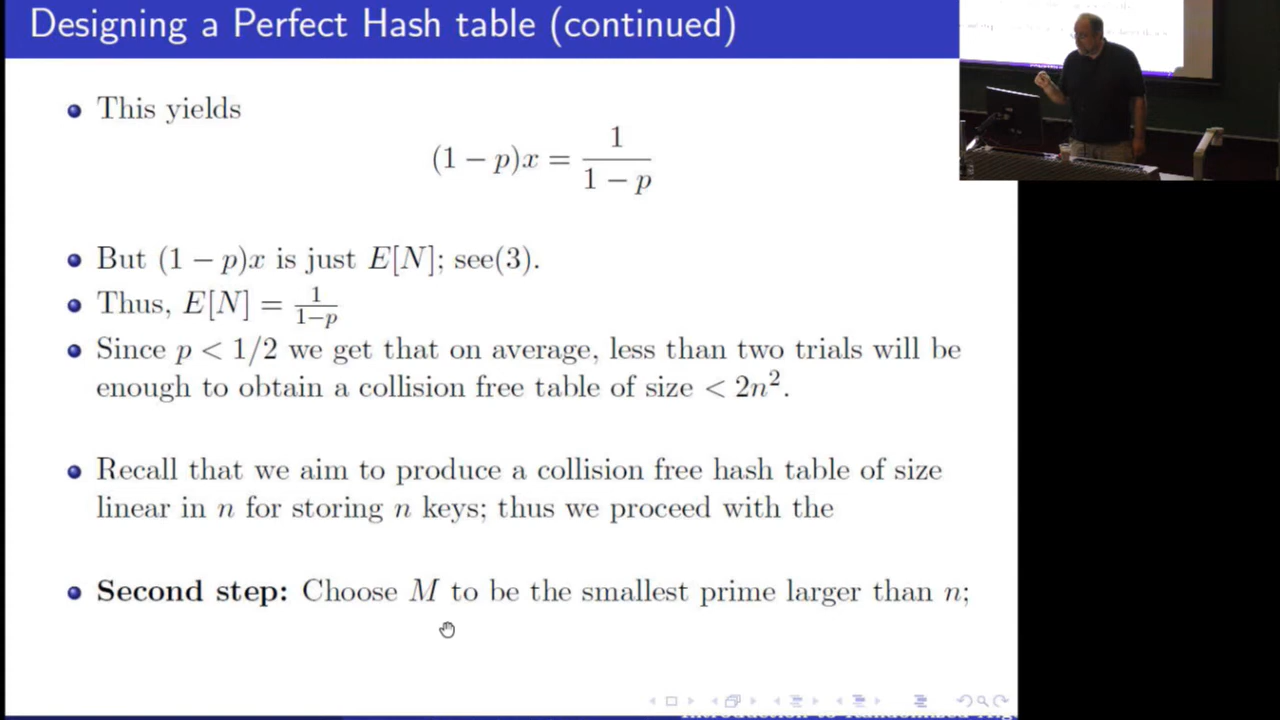 Designing a Perfect Hash table (continued)
This yields
(1 − p)x = 1/(1 − p)
But (1 − p)x is just E[N]; see(3).
Thus, E[N] = 1/(1−p)
Since p < 1/2 we get that on average, less than two trials will be
enough to obtain a collision free table of size < 2n².
Recall that we aim to produce a collision free hash table of size
linear in n for storing n keys; thus we proceed with the
Second step: Choose M to be the smallest prime larger than n;